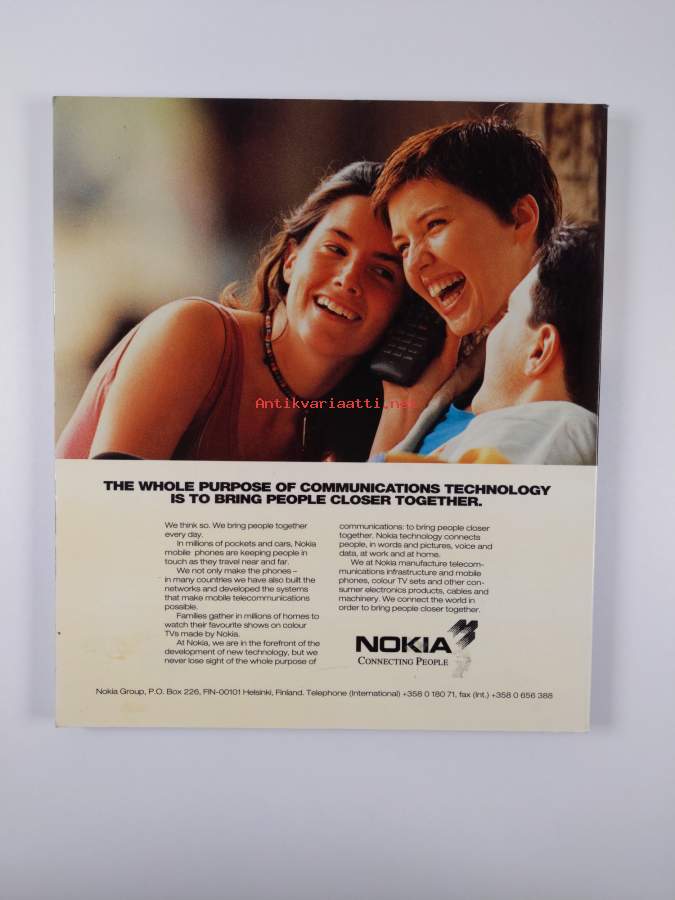 Antikvariaatti.net
THE WHOLE PURPOSE OF COMMUNICATIONS TECHNOLOGY
IS TO BRING PEOPLE CLOSER TOGETHER.
We think so. We bring people together
every day.
In millions of pockets and cars, Nokia
mobile phones are keeping people in
touch as they travel near and far.
We not only make the phones –
in many countries we have also built the
networks and developed the systems
that make mobile telecommunications
possible.
Families gather in millions of homes to
watch their favourite shows on colour
TVs made by Nokia.
At Nokia, we are in the forefront of the
development of new technology, but we
never lose sight of the whole purpose of
communications: to bring people closer
together. Nokia technology connects
people, in words and pictures, voice and
data, at work and at home.
We at Nokia manufacture telecom-
munications infrastructure and mobile
phones, colour TV sets and other con-
sumer electronics products, cables and
machinery. We connect the world in
order to bring people closer together.
NOKIA
CONNECTING PEOPLE
Nokia Group, P.O. Box 226, FIN-00101 Helsinki, Finland. Telephone (International) +358 0 180 71, fax (Int.) +358 0 656 388